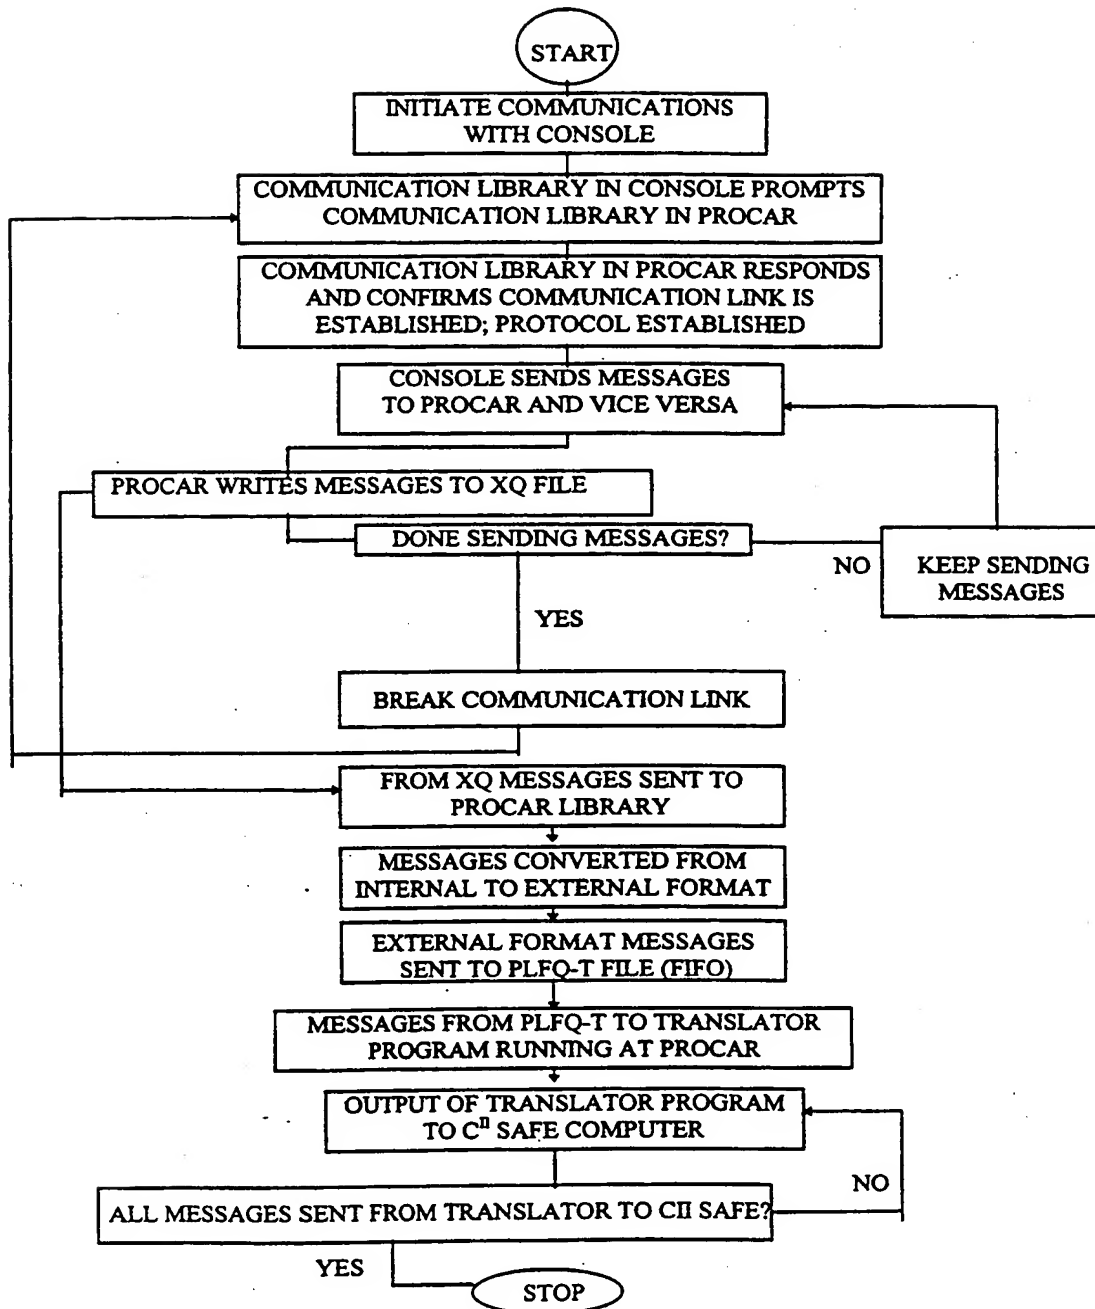 START
INITIATE COMMUNICATIONS
WITH CONSOLE
COMMUNICATION LIBRARY IN CONSOLE PROMPTS
COMMUNICATION LIBRARY IN PROCAR
COMMUNICATION LIBRARY IN PROCAR RESPONDS
AND CONFIRMS COMMUNICATION LINK IS
ESTABLISHED; PROTOCOL ESTABLISHED
CONSOLE SENDS MESSAGES
TO PROCAR AND VICE VERSA
PROCAR WRITES MESSAGES TO XQ FILE
DONE SENDING MESSAGES?
NO
KEEP SENDING
MESSAGES
YES
BREAK COMMUNICATION LINK
FROM XQ MESSAGES SENT TO
PROCAR LIBRARY
MESSAGES CONVERTED FROM
INTERNAL TO EXTERNAL FORMAT
EXTERNAL FORMAT MESSAGES
SENT TO PLFQ-T FILE (FIFO)
MESSAGES FROM PLFQ-T TO TRANSLATOR
PROGRAM RUNNING AT PROCAR
OUTPUT OF TRANSLATOR PROGRAM
TO C^II SAFE COMPUTER
NO
ALL MESSAGES SENT FROM TRANSLATOR TO CII SAFE?
YES
STOP